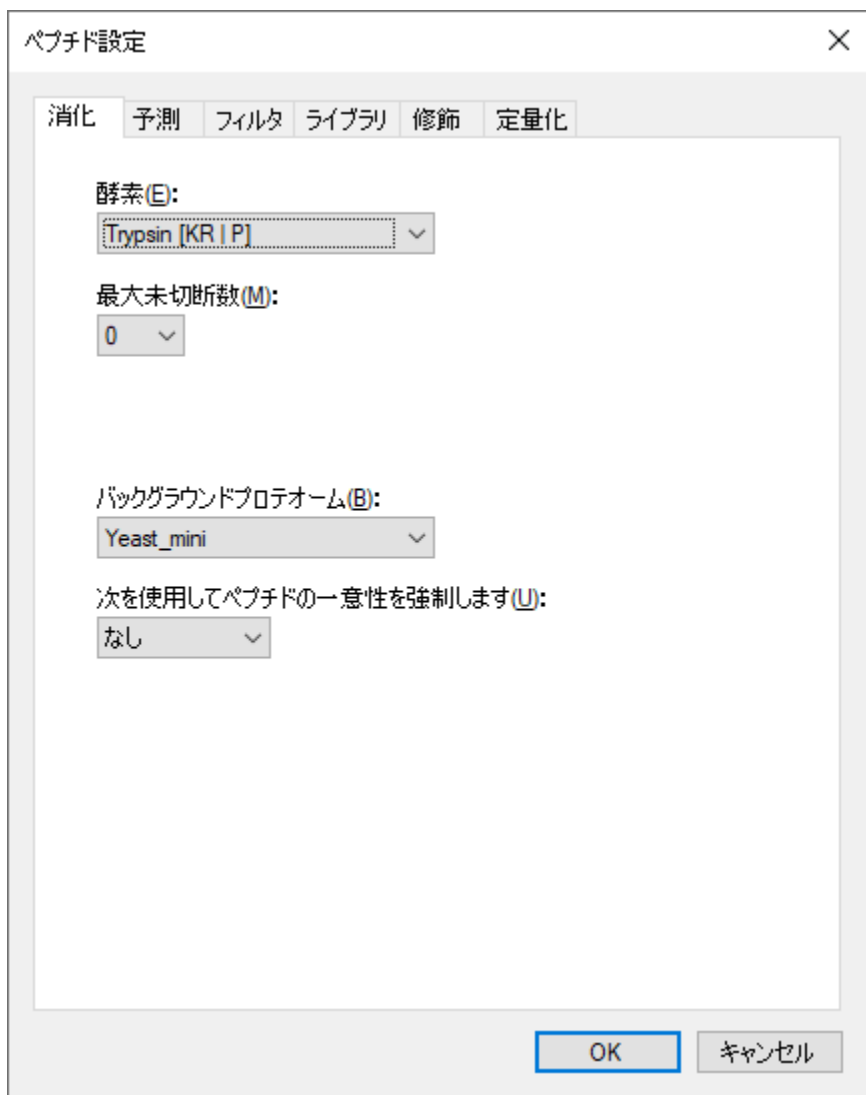 ペプチド設定
消化 予測 フィルタ ライブラリ 修飾 定量化
酵素(E):
Trypsin [KR | P]
最大未切断数(M):
0
バックグラウンドプロテオーム(B):
Yeast_mini
次を使用してペプチドの一意性を強制します(U):
なし
OK キャンセル